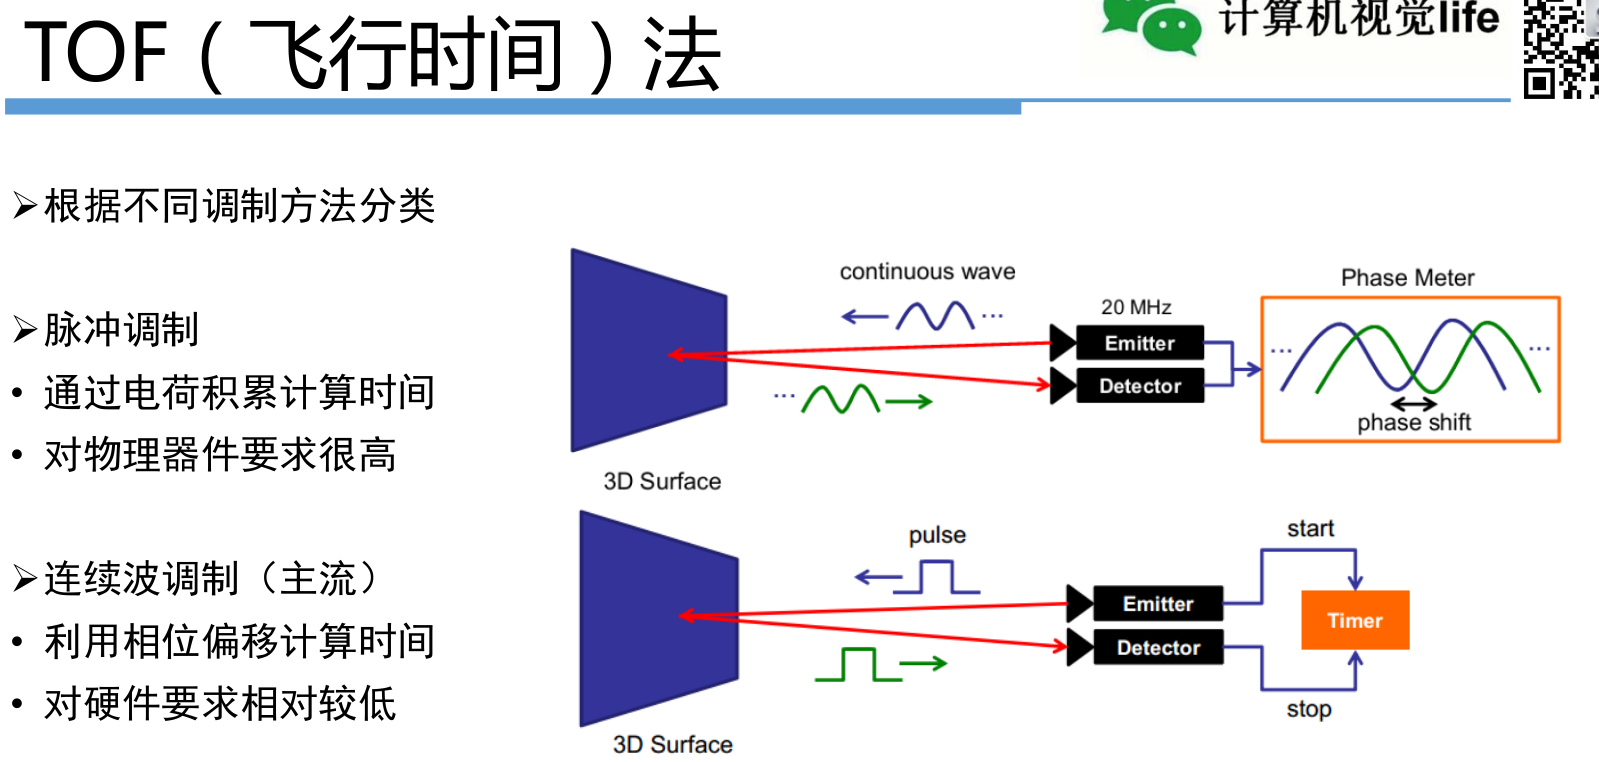 TOF（飞行时间）法
计算机视觉life
➢根据不同调制方法分类
➢脉冲调制
• 通过电荷积累计算时间
• 对物理器件要求很高
➢连续波调制（主流）
• 利用相位偏移计算时间
• 对硬件要求相对较低
continuous wave
...
...
20 MHz
Emitter
Detector
Phase Meter
...
...
phase shift
3D Surface
pulse
Emitter
Detector
start
Timer
stop
3D Surface